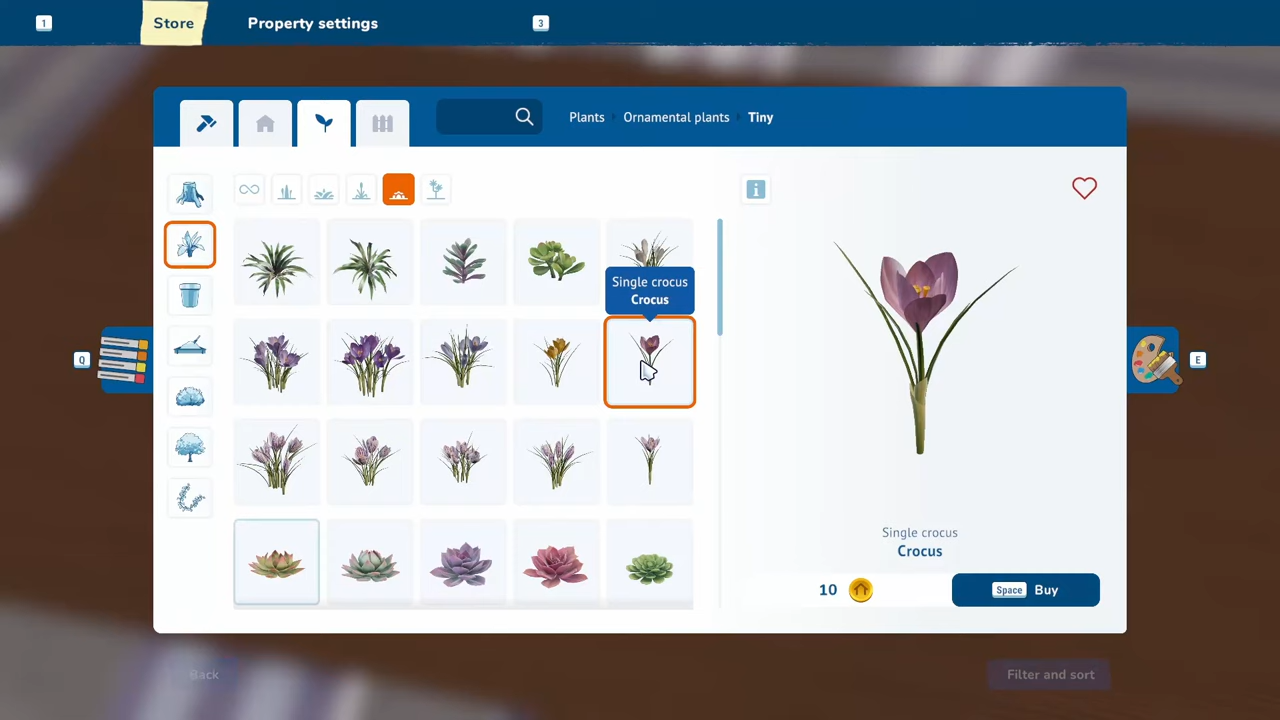 1
Store
Property settings
3
Plants
Ornamental plants
Tiny
Single crocus
Crocus
Q
E
Single crocus
Crocus
10
Space
Buy
Back
Filter and sort